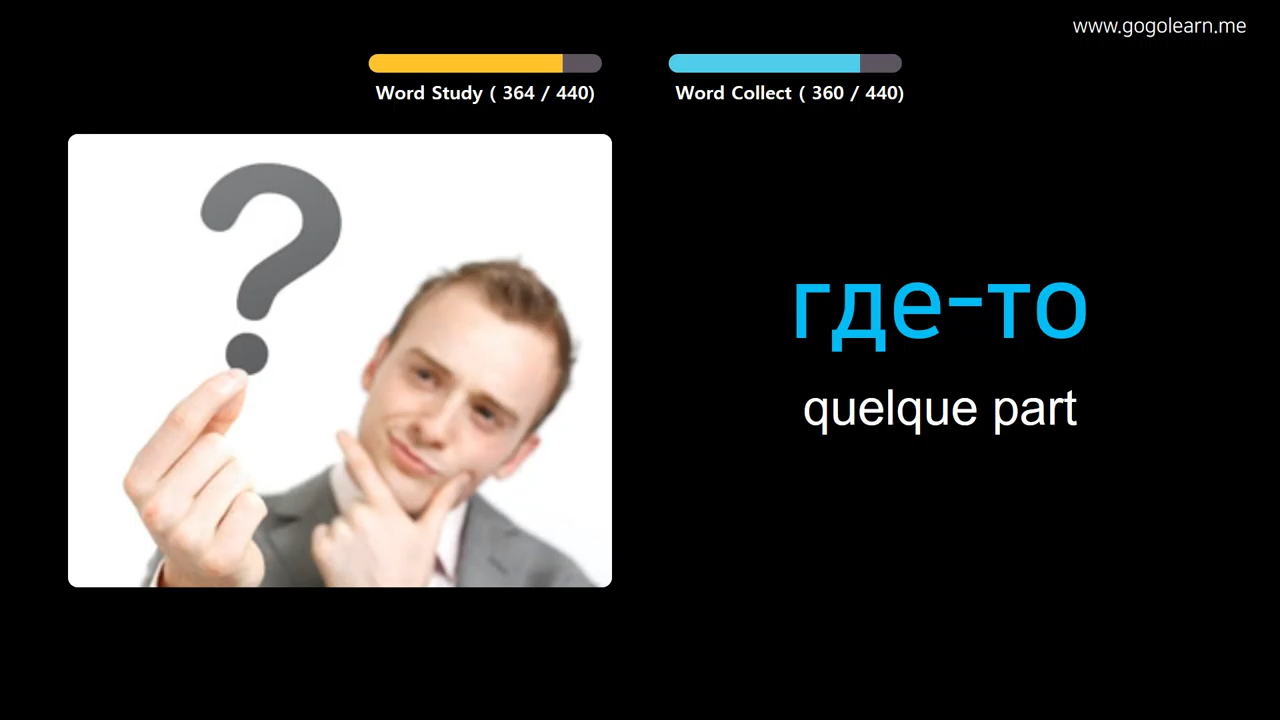 www.gogolearn.me
Word Study ( 364 / 440)
Word Collect ( 360 / 440)
где-то
quelque part